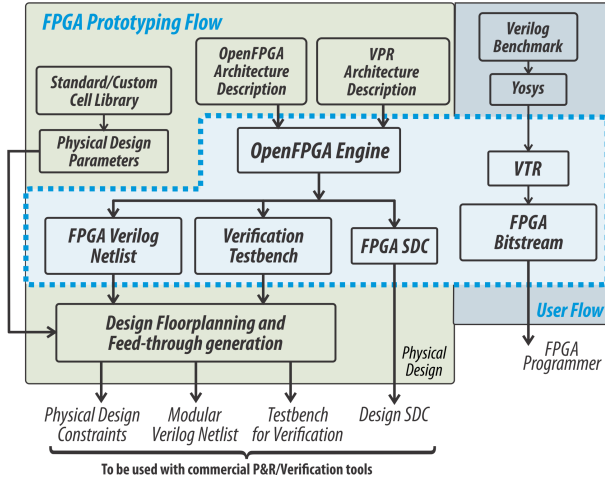 FPGA Prototyping Flow
Standard/Custom
Cell Library
Physical Design
Parameters
OpenFPGA
Architecture
Description
VPR
Architecture
Description
Verilog
Benchmark
Yosys
OpenFPGA Engine
VTR
FPGA
Bitstream
FPGA Verilog
Netlist
Verification
Testbench
FPGA SDC
User Flow
Design Floorplanning and
Feed-through generation
Physical
Design
FPGA
Programmer
Physical Design
Constraints
Modular
Verilog Netlist
Testbench
for Verification
Design SDC
To be used with commercial P&R/Verification tools